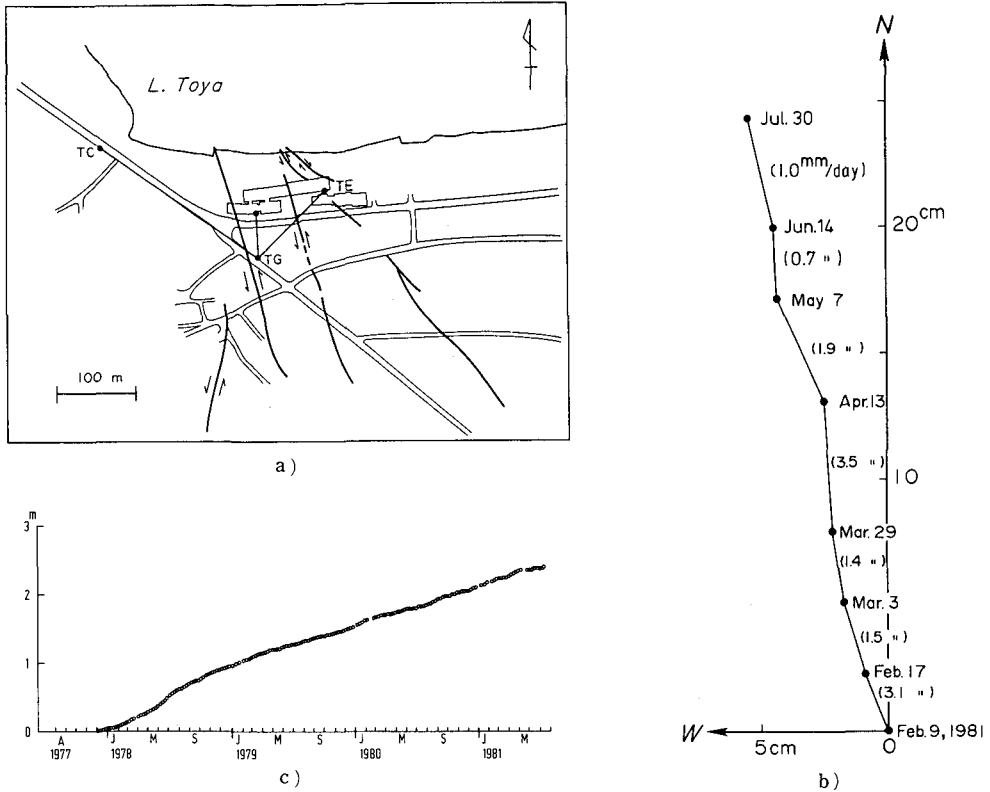 L. Toya
TC
TE
TG
100 m
a)
N
Jul. 30
(1.0mm/day)
20 cm
Jun. 14
(0.7 〃)
May 7
(1.9 〃)
Apr. 13
(3.5 〃)
10
Mar. 29
(1.4 〃)
Mar. 3
(1.5 〃)
Feb. 17
(3.1 〃)
W
5cm
0
Feb. 9, 1981
b)
m
3
2
1
0
A J M S J M S J M S J M
1977 1978 1979 1980 1981
c)